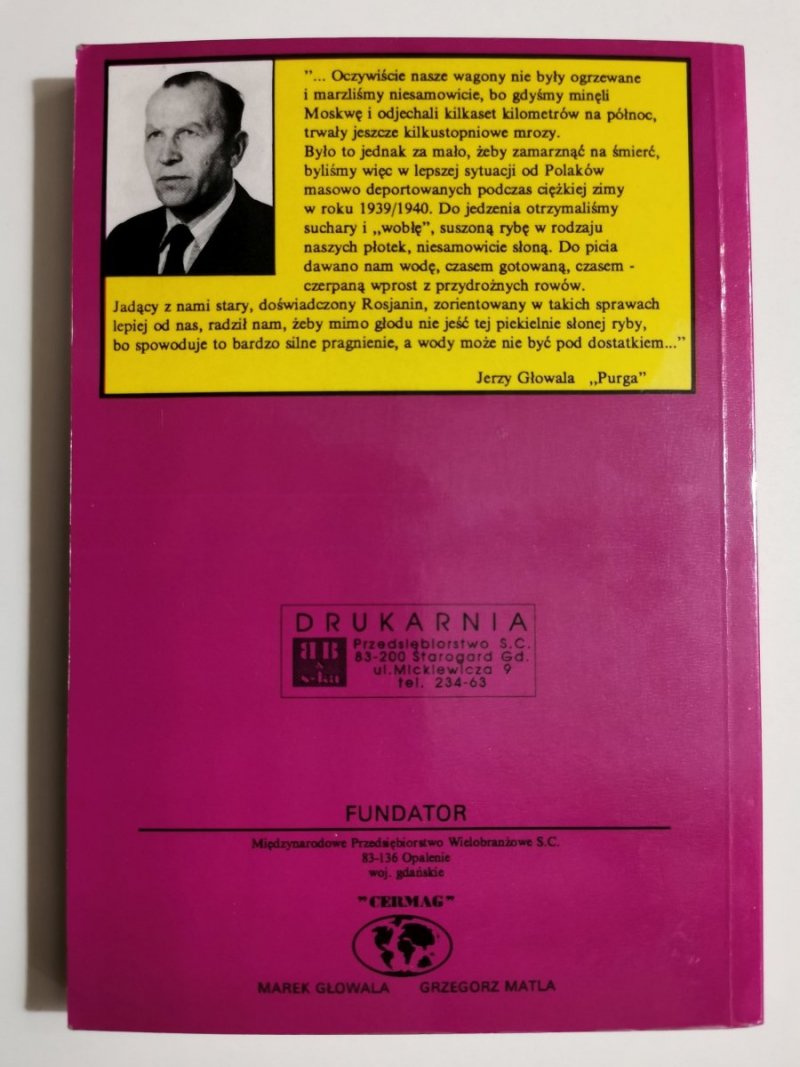 "... Oczywiście nasze wagony nie były ogrzewane
i marzliśmy niesamowicie, bo gdyśmy minęli
Moskwę i odjechali kilkaset kilometrów na północ,
trwały jeszcze kilkustopniowe mrozy.
Było to jednak za mało, żeby zamarznąć na śmierć,
byliśmy więc w lepszej sytuacji od Polaków
masowo deportowanych podczas ciężkiej zimy
w roku 1939/1940. Do jedzenia otrzymaliśmy
suchary i „wobłę", suszoną rybę w rodzaju
naszych płotek, niesamowicie słoną. Do picia
dawano nam wodę, czasem gotowaną, czasem -
czerpaną wprost z przydrożnych rowów.
Jadący z nami stary, doświadczony Rosjanin, zorientowany w takich sprawach
lepiej od nas, radził nam, żeby mimo głodu nie jeść tej piekielnie słonej ryby,
bo spowoduje to bardzo silne pragnienie, a wody może nie być pod dostatkiem..."
Jerzy Głowala „Purga"
DRUKARNIA
Przedsiębiorstwo S.C.
83-200 Starogard Gd.
ul.Mickiewicza 9
tel. 234-63
FUNDATOR
Międzynarodowe Przedsiębiorstwo Wielobranżowe S.C.
83-136 Opalenie
woj. gdańskie
"CERMAG"
MAREK GŁOWALA GRZEGORZ MATLA